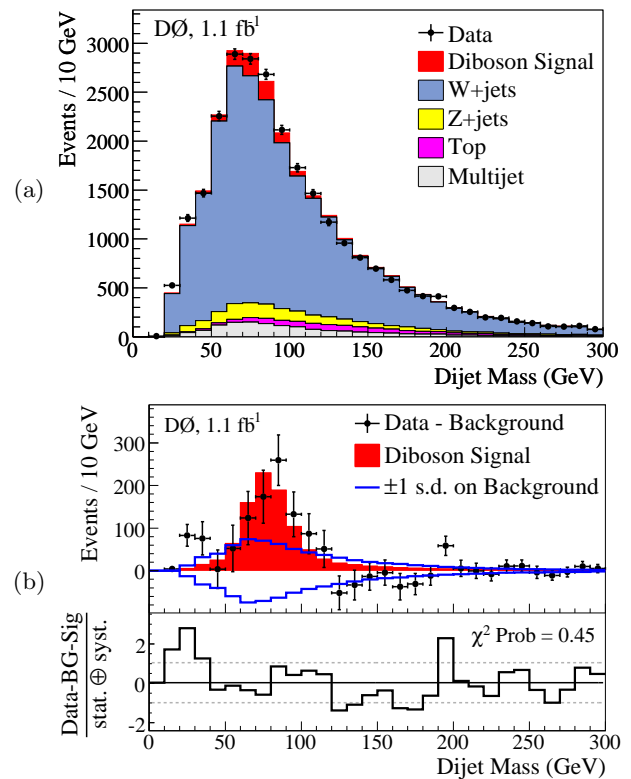 (a)
DØ, 1.1 fb⁻¹
Data
Diboson Signal
W+jets
Z+jets
Top
Multijet
Events / 10 GeV
3000
2500
2000
1500
1000
500
0
0 50 100 150 200 250 300
Dijet Mass (GeV)
(b)
DØ, 1.1 fb⁻¹
Data - Background
Diboson Signal
±1 s.d. on Background
Events / 10 GeV
300
200
100
0
χ² Prob = 0.45
Data-BG-Sig
stat. ⊕ syst.
2
0
-2
0 50 100 150 200 250 300
Dijet Mass (GeV)